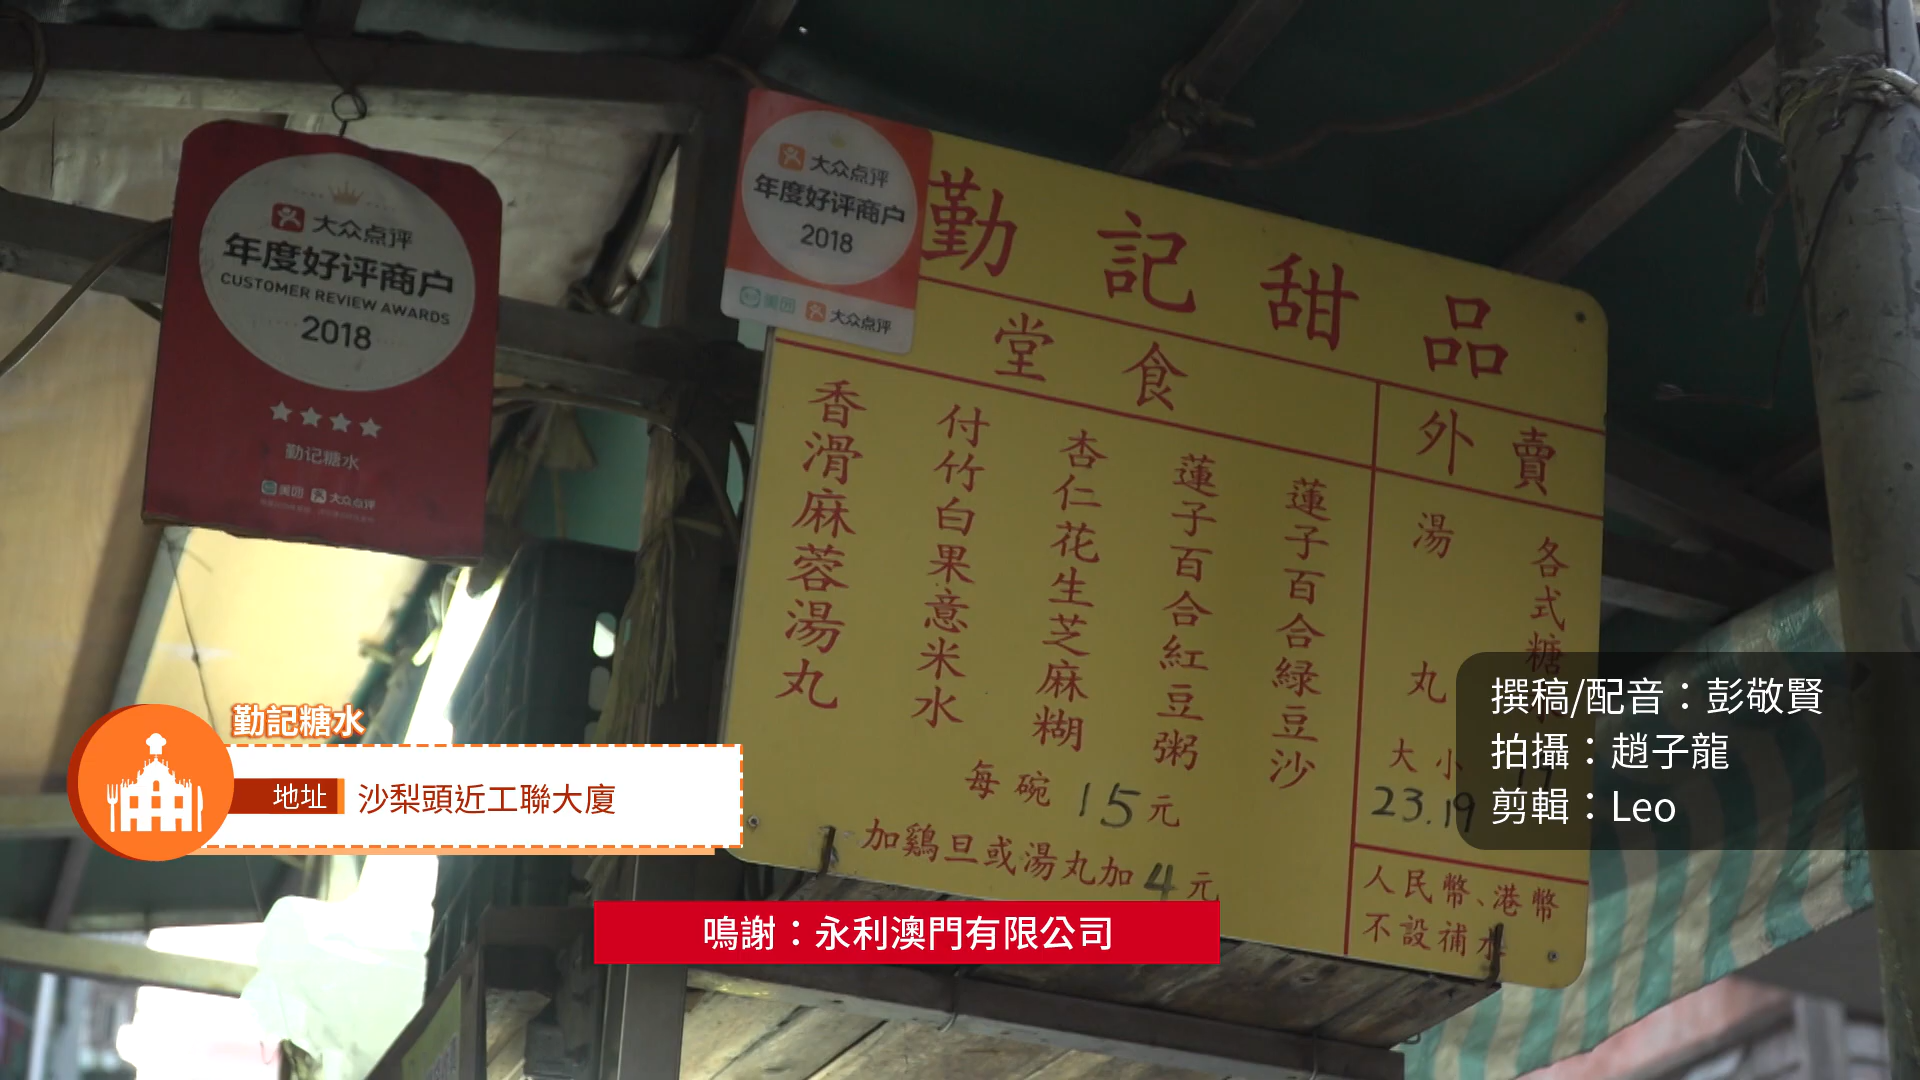 大众点评
年度好评商户
CUSTOMER REVIEW AWARDS
2018
勤记糖水
美团 大众点评
大众点评
年度好评商户
2018
美团 大众点评
勤記甜品
堂食
香滑麻蓉湯丸
付竹白果意米水
杏仁花生芝麻糊
蓮子百合紅豆粥
蓮子百合綠豆沙
每碗15元
加鷄旦或湯丸加4元
外賣
湯丸
大小
23.19
各式糖
人民幣、港幣
不設補水
勤記糖水
地址 沙梨頭近工聯大廈
撰稿/配音：彭敬賢
拍攝：趙子龍
剪輯：Leo
鳴謝：永利澳門有限公司